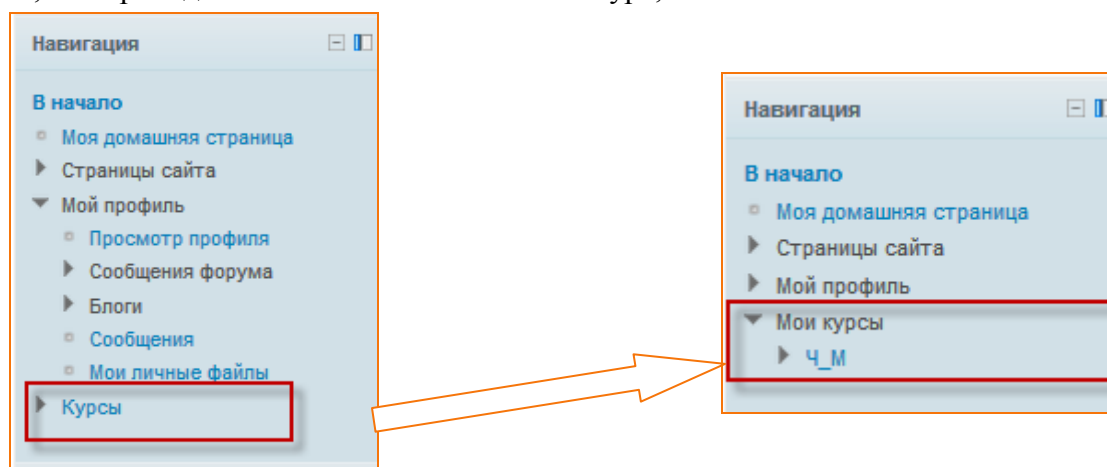 Навигация
В начало
Моя домашняя страница
Страницы сайта
Мой профиль
Просмотр профиля
Сообщения форума
Блоги
Сообщения
Мои личные файлы
Курсы
Навигация
В начало
Моя домашняя страница
Страницы сайта
Мой профиль
Мои курсы
Ч_М